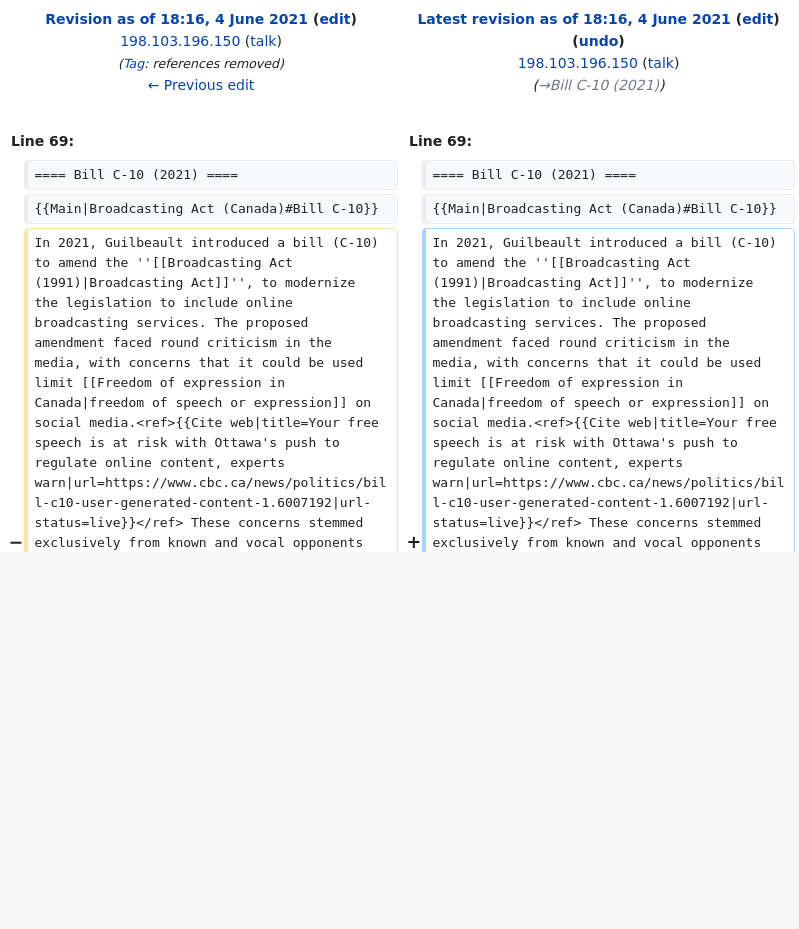 Revision as of 18:16, 4 June 2021 (edit)
198.103.196.150 (talk)
(Tag: references removed)
← Previous edit
Line 69:
==== Bill C-10 (2021) ====
{{Main|Broadcasting Act (Canada)#Bill C-10}}
−
In 2021, Guilbeault introduced a bill (C-10)
to amend the ''[[Broadcasting Act
(1991)|Broadcasting Act]]'', to modernize
the legislation to include online
broadcasting services. The proposed
amendment faced round criticism in the
media, with concerns that it could be used
limit [[Freedom of expression in
Canada|freedom of speech or expression]] on
social media.<ref>{{Cite web|title=Your free
speech is at risk with Ottawa's push to
regulate online content, experts
warn|url=https://www.cbc.ca/news/politics/bil
l-c10-user-generated-content-1.6007192|url-
status=live}}</ref> These concerns stemmed
exclusively from known and vocal opponents
Latest revision as of 18:16, 4 June 2021 (edit)
(undo)
198.103.196.150 (talk)
(→Bill C-10 (2021))
Line 69:
==== Bill C-10 (2021) ====
{{Main|Broadcasting Act (Canada)#Bill C-10}}
+
In 2021, Guilbeault introduced a bill (C-10)
to amend the ''[[Broadcasting Act
(1991)|Broadcasting Act]]'', to modernize
the legislation to include online
broadcasting services. The proposed
amendment faced round criticism in the
media, with concerns that it could be used
limit [[Freedom of expression in
Canada|freedom of speech or expression]] on
social media.<ref>{{Cite web|title=Your free
speech is at risk with Ottawa's push to
regulate online content, experts
warn|url=https://www.cbc.ca/news/politics/bil
l-c10-user-generated-content-1.6007192|url-
status=live}}</ref> These concerns stemmed
exclusively from known and vocal opponents